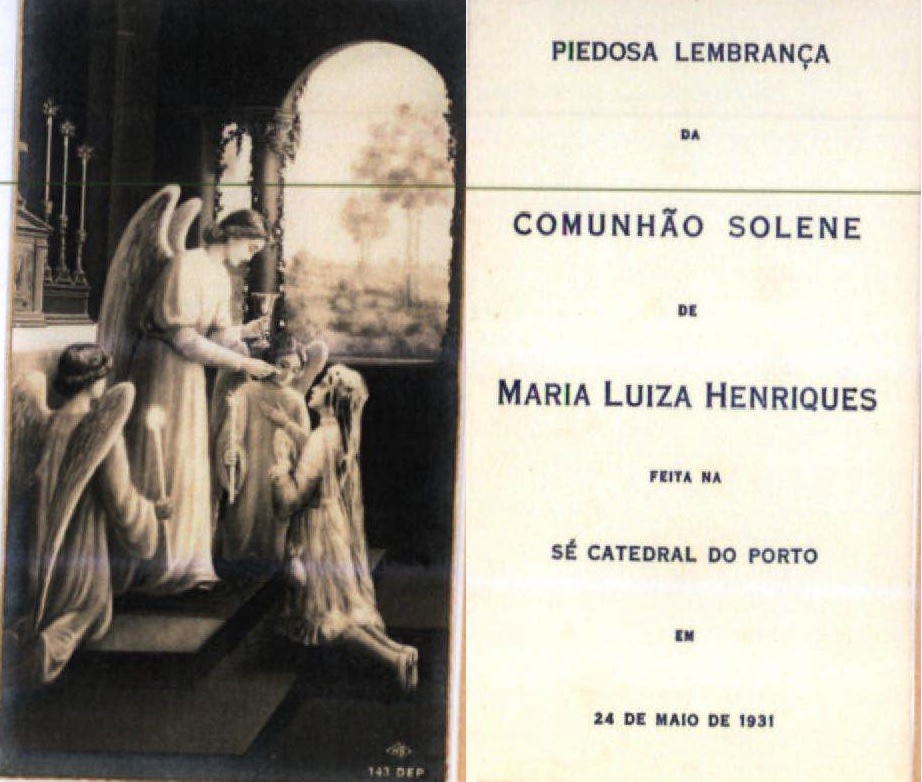 HB
143 DEP
PIEDOSA LEMBRANÇA
DA
COMUNHÃO SOLENE
DE
MARIA LUIZA HENRIQUES
FEITA NA
SÉ CATEDRAL DO PORTO
EM
24 DE MAIO DE 1931